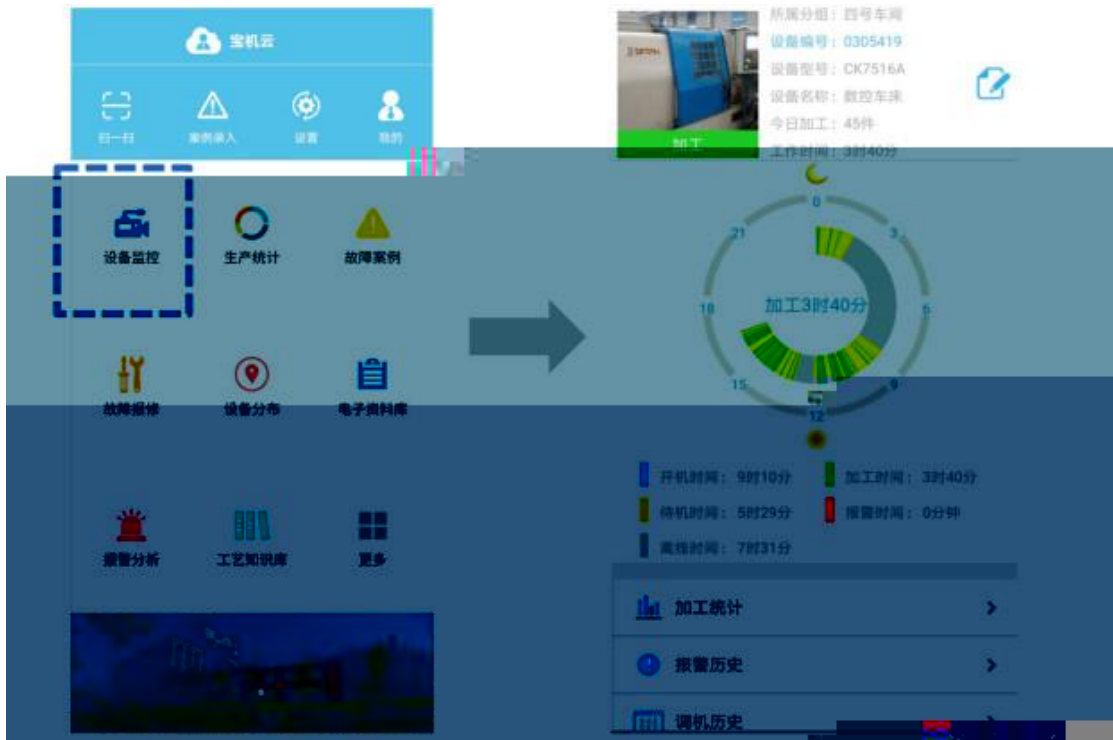 宝机云
扫一扫 案例录入 设置 我的
设备监控 生产统计 故障案例
故障报修 设备分布 电子资料库
报警分析 工艺知识库 更多
所属分组：四号车间
设备编号：0305419
设备型号：CK7516A
设备名称：数控车床
今日加工：45件
工作时间：3时40分
加工
0
3
6
9
12
15
18
21
加工3时40分
开机时间：9时10分 加工时间：3时40分
待机时间：5时29分 报警时间：0分钟
离线时间：7时31分
加工统计
报警历史
调机历史